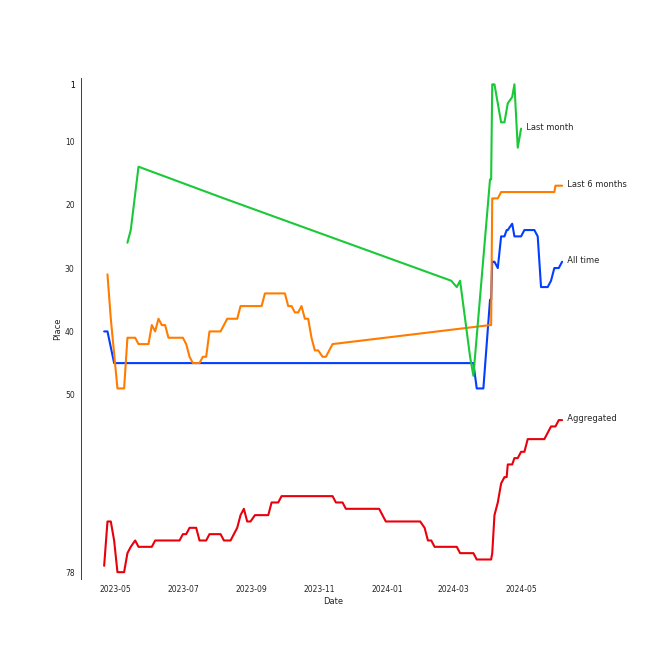 1
Last month
10
Last 6 months
20
All time
30
Place
40
50
Aggregated
78
2023-05 2023-07 2023-09 2023-11 2024-01 2024-03 2024-05
Date